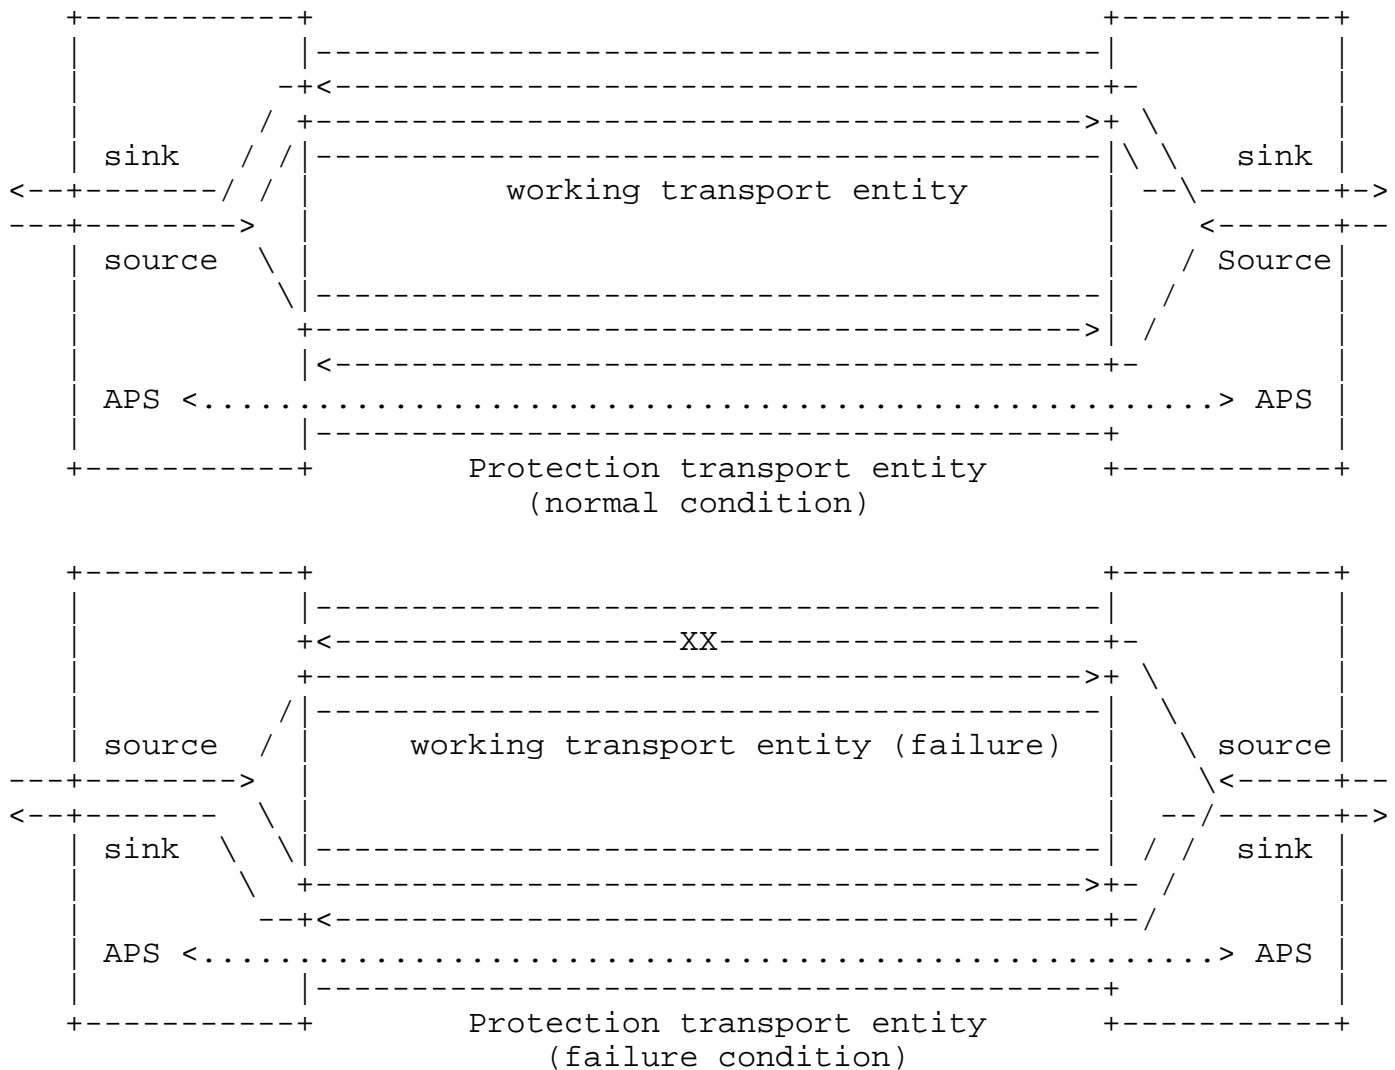 sink sink
working transport entity
source Source
APS APS
Protection transport entity
(normal condition)
XX
source working transport entity (failure) source
sink sink
APS APS
Protection transport entity
(failure condition)